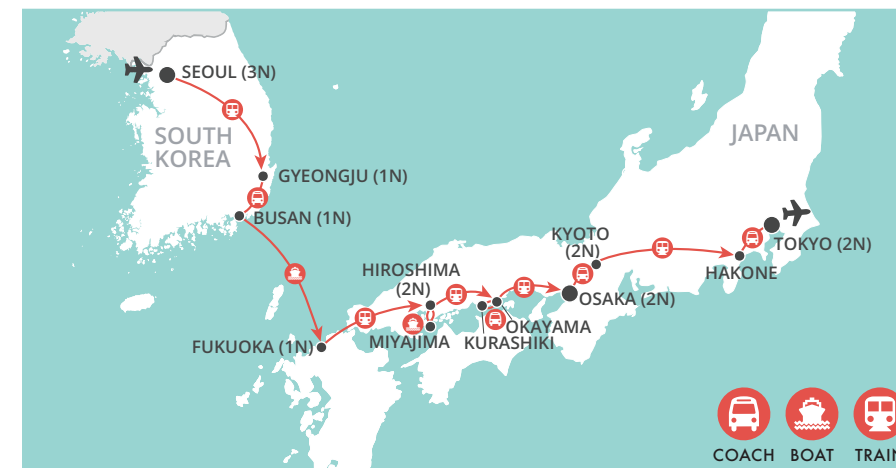 SEOUL (3N)
SOUTH
KOREA
JAPAN
GYEONGJU (1N)
BUSAN (1N)
KYOTO
(2N)
TOKYO (2N)
HIROSHIMA
(2N)
HAKONE
OSAKA (2N)
OKAYAMA
FUKUOKA (1N)
MIYAJIMA
KURASHIKI
COACH
BOAT
TRAIN